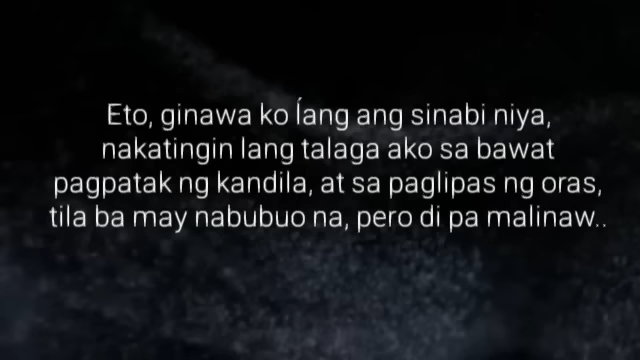 Eto, ginawa ko ĺang ang sinabi niya,
nakatingin lang talaga ako sa bawat
pagpatak ng kandila, at sa paglipas ng oras,
tila ba may nabubuo na, pero di pa malinaw..